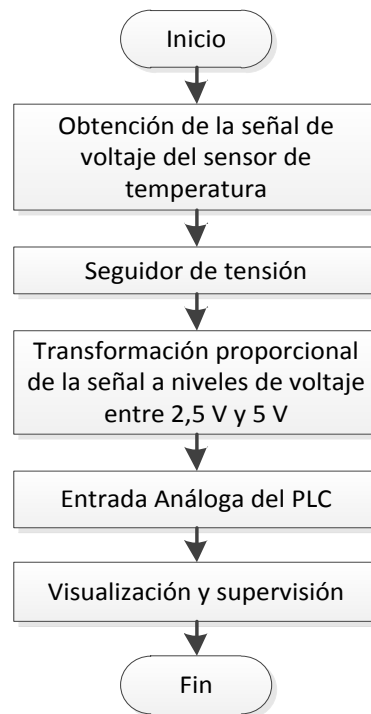 Inicio
Obtención de la señal de
voltaje del sensor de
temperatura
Seguidor de tensión
Transformación proporcional
de la señal a niveles de voltaje
entre 2,5 V y 5 V
Entrada Análoga del PLC
Visualización y supervisión
Fin